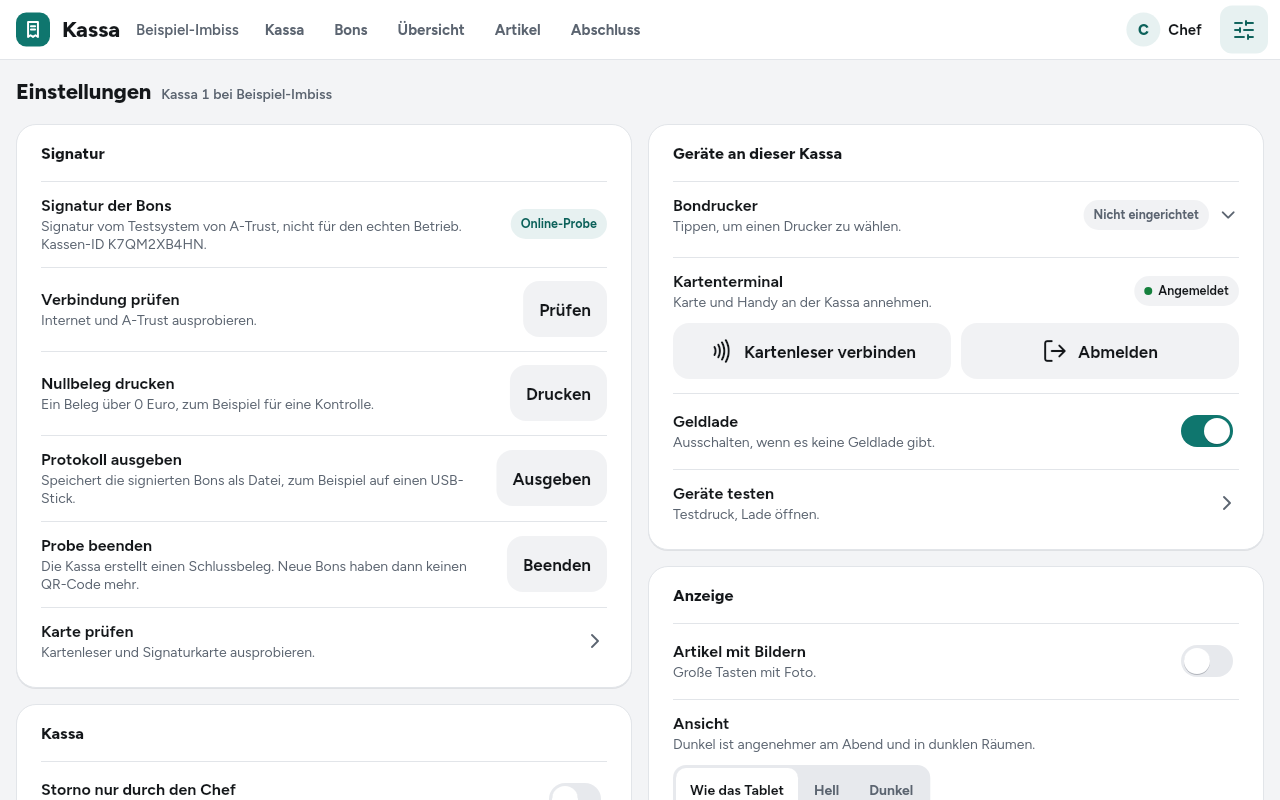 Kassa Beispiel-Imbiss Kassa Bons Übersicht Artikel Abschluss C Chef
Einstellungen Kassa 1 bei Beispiel-Imbiss
Signatur
Signatur der Bons
Signatur vom Testsystem von A-Trust, nicht für den echten Betrieb.
Kassen-ID K7QM2XB4HN.
Online-Probe
Verbindung prüfen
Internet und A-Trust ausprobieren.
Prüfen
Nullbeleg drucken
Ein Beleg über 0 Euro, zum Beispiel für eine Kontrolle.
Drucken
Protokoll ausgeben
Speichert die signierten Bons als Datei, zum Beispiel auf einen USB-
Stick.
Ausgeben
Probe beenden
Die Kassa erstellt einen Schlussbeleg. Neue Bons haben dann keinen
QR-Code mehr.
Beenden
Karte prüfen
Kartenleser und Signaturkarte ausprobieren.
Kassa
Storno nur durch den Chef
Geräte an dieser Kassa
Bondrucker
Tippen, um einen Drucker zu wählen.
Nicht eingerichtet
Kartenterminal
Karte und Handy an der Kassa annehmen.
Angemeldet
Kartenleser verbinden
Abmelden
Geldlade
Ausschalten, wenn es keine Geldlade gibt.
Geräte testen
Testdruck, Lade öffnen.
Anzeige
Artikel mit Bildern
Große Tasten mit Foto.
Ansicht
Dunkel ist angenehmer am Abend und in dunklen Räumen.
Wie das Tablet Hell Dunkel